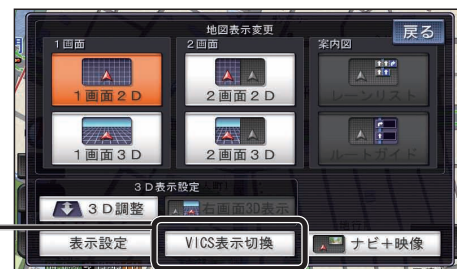 地図表示変更
戻る
1画面
2画面
案内図
1画面2D
2画面2D
レーンリスト
1画面3D
2画面3D
ルートガイド
3D表示設定
3D調整
右画面3D表示
表示設定
VICS表示切換
ナビ+映像